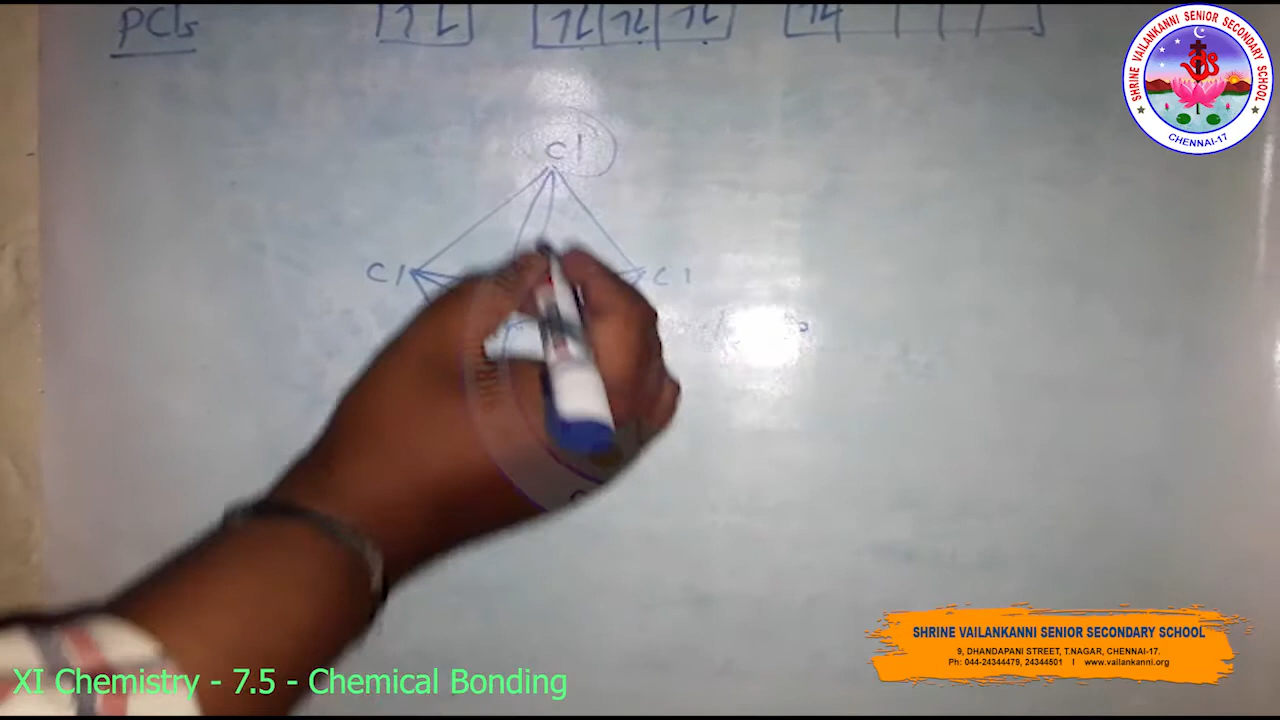 PCl5
Cl
Cl
Cl
SHRINE VAILANKANNI SENIOR SECONDARY SCHOOL
CHENNAI-17
SHRINE VAILANKANNI SENIOR SECONDARY SCHOOL
9, DHANDAPANI STREET, T.NAGAR, CHENNAI-17.
Ph: 044-24344479, 24344501 I www.vailankanni.org
XI Chemistry - 7.5 - Chemical Bonding